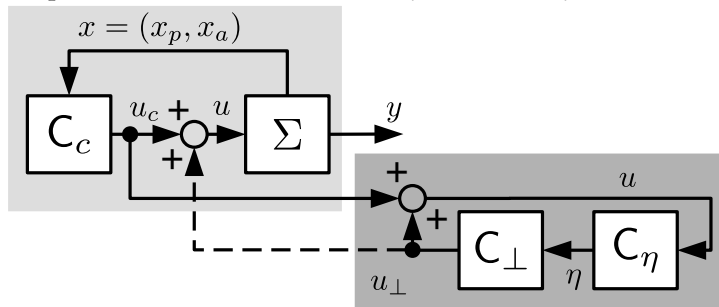 x = (x_p, x_a)
C_c
u_c
+
+
u
Σ
y
+
+
u
C_⊥
C_η
η
u_⊥